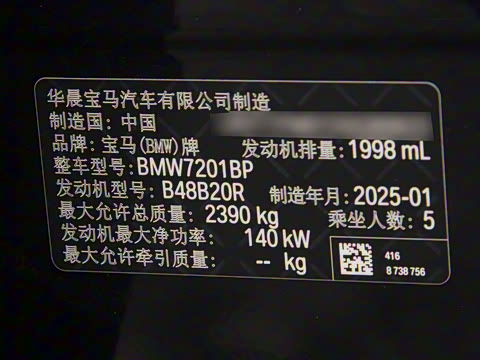 华晨宝马汽车有限公司制造
制造国: 中国
品牌: 宝马(BMW)牌 发动机排量: 1998 mL
整车型号: BMW7201BP
发动机型号: B48B20R 制造年月: 2025-01
最大允许总质量: 2390 kg 乘坐人数: 5
发动机最大净功率: 140 kW
最大允许牵引质量: -- kg
416
8 738 756